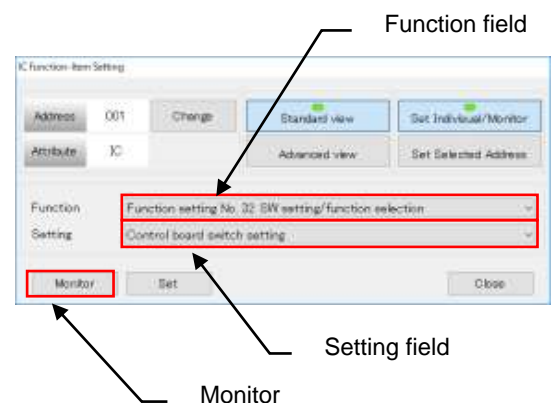 Function field
IC Function-Item Setting
Address 001 Change Standard view Set Indivisual/Monitor
Attribute IC Advanced view Set Selected Address
Function Function setting No. 32 SW setting/function selection
Setting Control board switch setting
Monitor Set Close
Setting field
Monitor